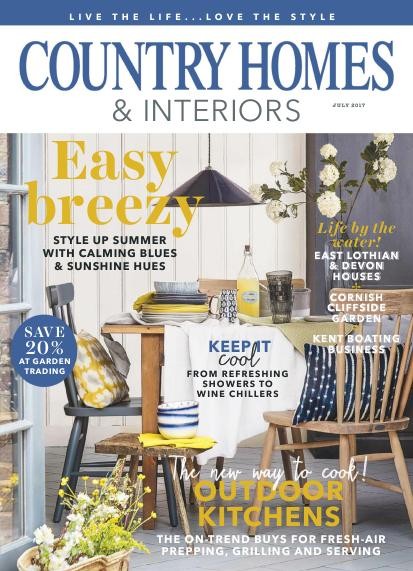 LIVE THE LIFE...LOVE THE STYLE
COUNTRY HOMES
& INTERIORS
JULY 2017
Easy
breezy
STYLE UP SUMMER
WITH CALMING BLUES
& SUNSHINE HUES
Life by the
water!
EAST LOTHIAN
& DEVON
HOUSES
CORNISH
CLIFFSIDE
GARDEN
KENT BOATING
BUSINESS
SAVE
20%
AT GARDEN
TRADING
KEEP IT
cool
FROM REFRESHING
SHOWERS TO
WINE CHILLERS
The new way to cook!
OUTDOOR
KITCHENS
THE ON-TREND BUYS FOR FRESH-AIR
PREPPING, GRILLING AND SERVING